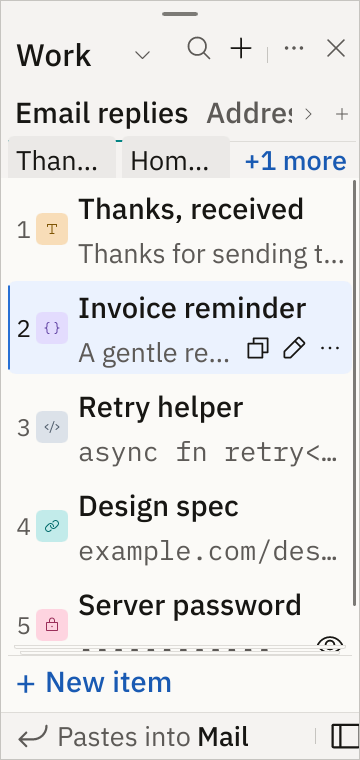 Work
Email replies Addres
Than... Hom... +1 more
1 T Thanks, received
Thanks for sending t...
2 {} Invoice reminder
A gentle re...
3 </> Retry helper
async fn retry<...
4 Design spec
example.com/des...
5 Server password
+ New item
Pastes into Mail